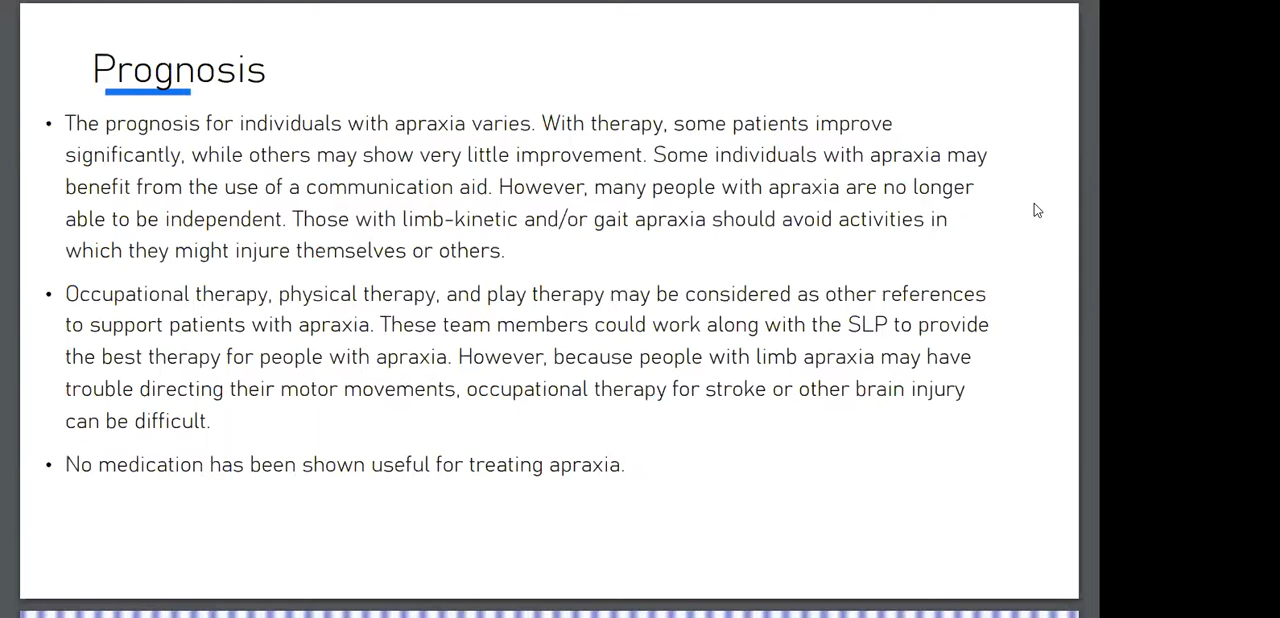 Prognosis
• The prognosis for individuals with apraxia varies. With therapy, some patients improve
significantly, while others may show very little improvement. Some individuals with apraxia may
benefit from the use of a communication aid. However, many people with apraxia are no longer
able to be independent. Those with limb-kinetic and/or gait apraxia should avoid activities in
which they might injure themselves or others.
• Occupational therapy, physical therapy, and play therapy may be considered as other references
to support patients with apraxia. These team members could work along with the SLP to provide
the best therapy for people with apraxia. However, because people with limb apraxia may have
trouble directing their motor movements, occupational therapy for stroke or other brain injury
can be difficult.
• No medication has been shown useful for treating apraxia.